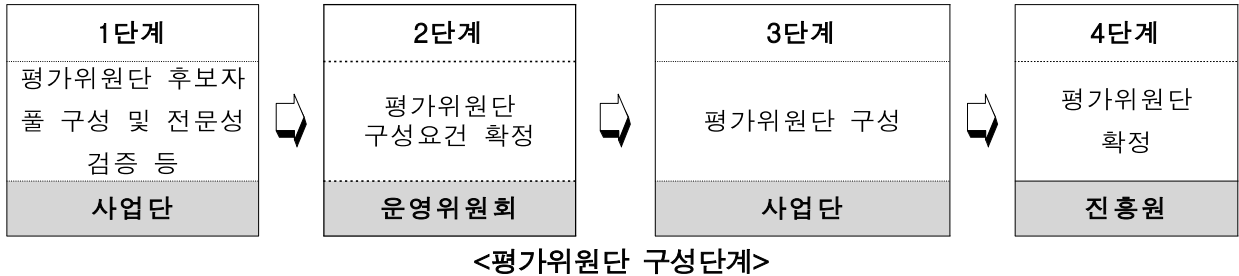 1단계
평가위원단 후보자
풀 구성 및 전문성
검증 등
사업단
2단계
평가위원단
구성요건 확정
운영위원회
3단계
평가위원단 구성
사업단
4단계
평가위원단
확정
진흥원
<평가위원단 구성단계>